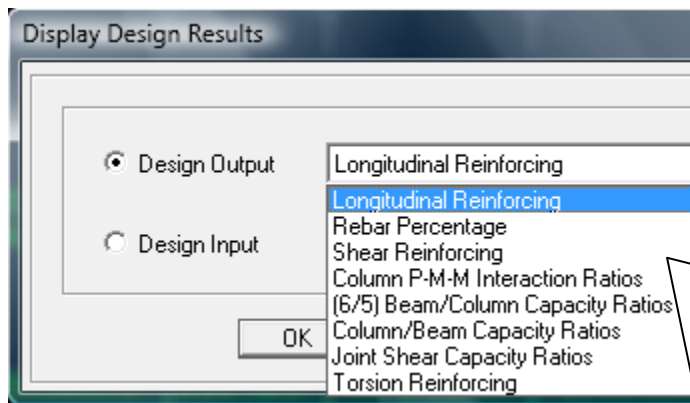 Display Design Results
Design Output
Longitudinal Reinforcing
Longitudinal Reinforcing
Rebar Percentage
Design Input
Shear Reinforcing
Column P-M-M Interaction Ratios
(6/5) Beam/Column Capacity Ratios
OK
Column/Beam Capacity Ratios
Joint Shear Capacity Ratios
Torsion Reinforcing